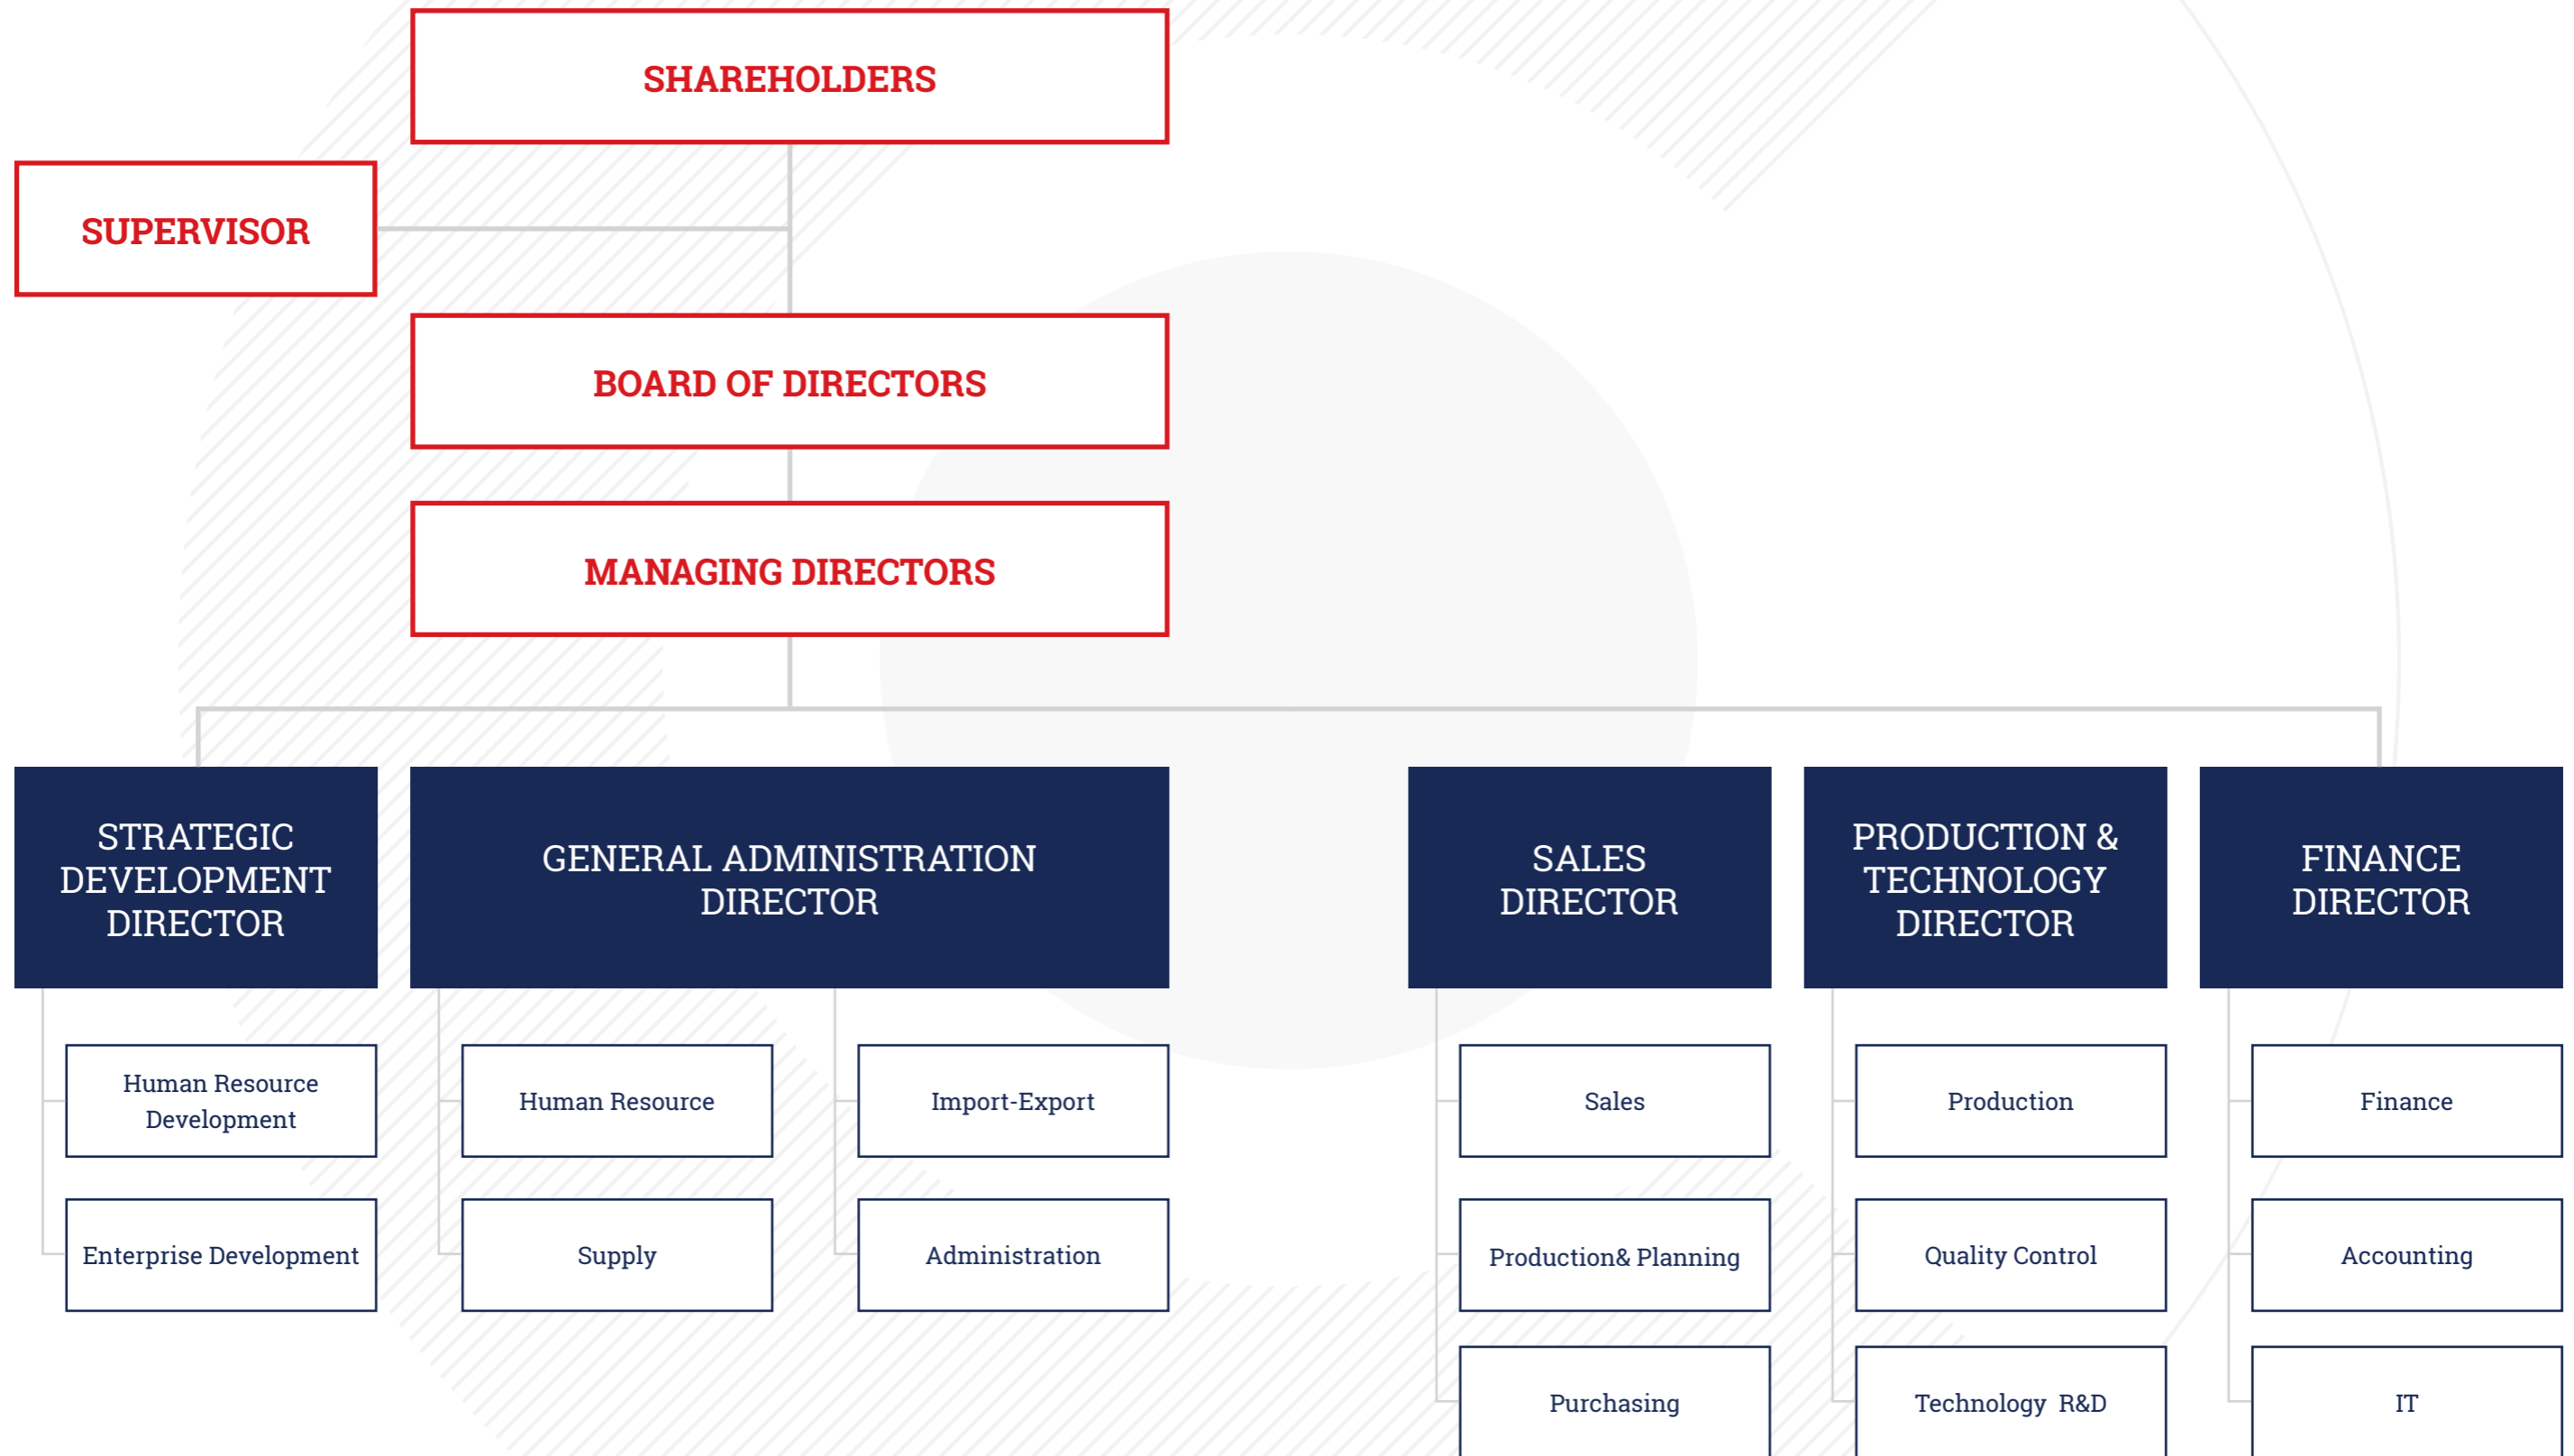 SHAREHOLDERS
SUPERVISOR
BOARD OF DIRECTORS
MANAGING DIRECTORS
STRATEGIC
DEVELOPMENT
DIRECTOR
GENERAL ADMINISTRATION
DIRECTOR
SALES
DIRECTOR
PRODUCTION &
TECHNOLOGY
DIRECTOR
FINANCE
DIRECTOR
Human Resource
Development
Enterprise Development
Human Resource
Supply
Import-Export
Administration
Sales
Production& Planning
Purchasing
Production
Quality Control
Technology  R&D
Finance
Accounting
IT